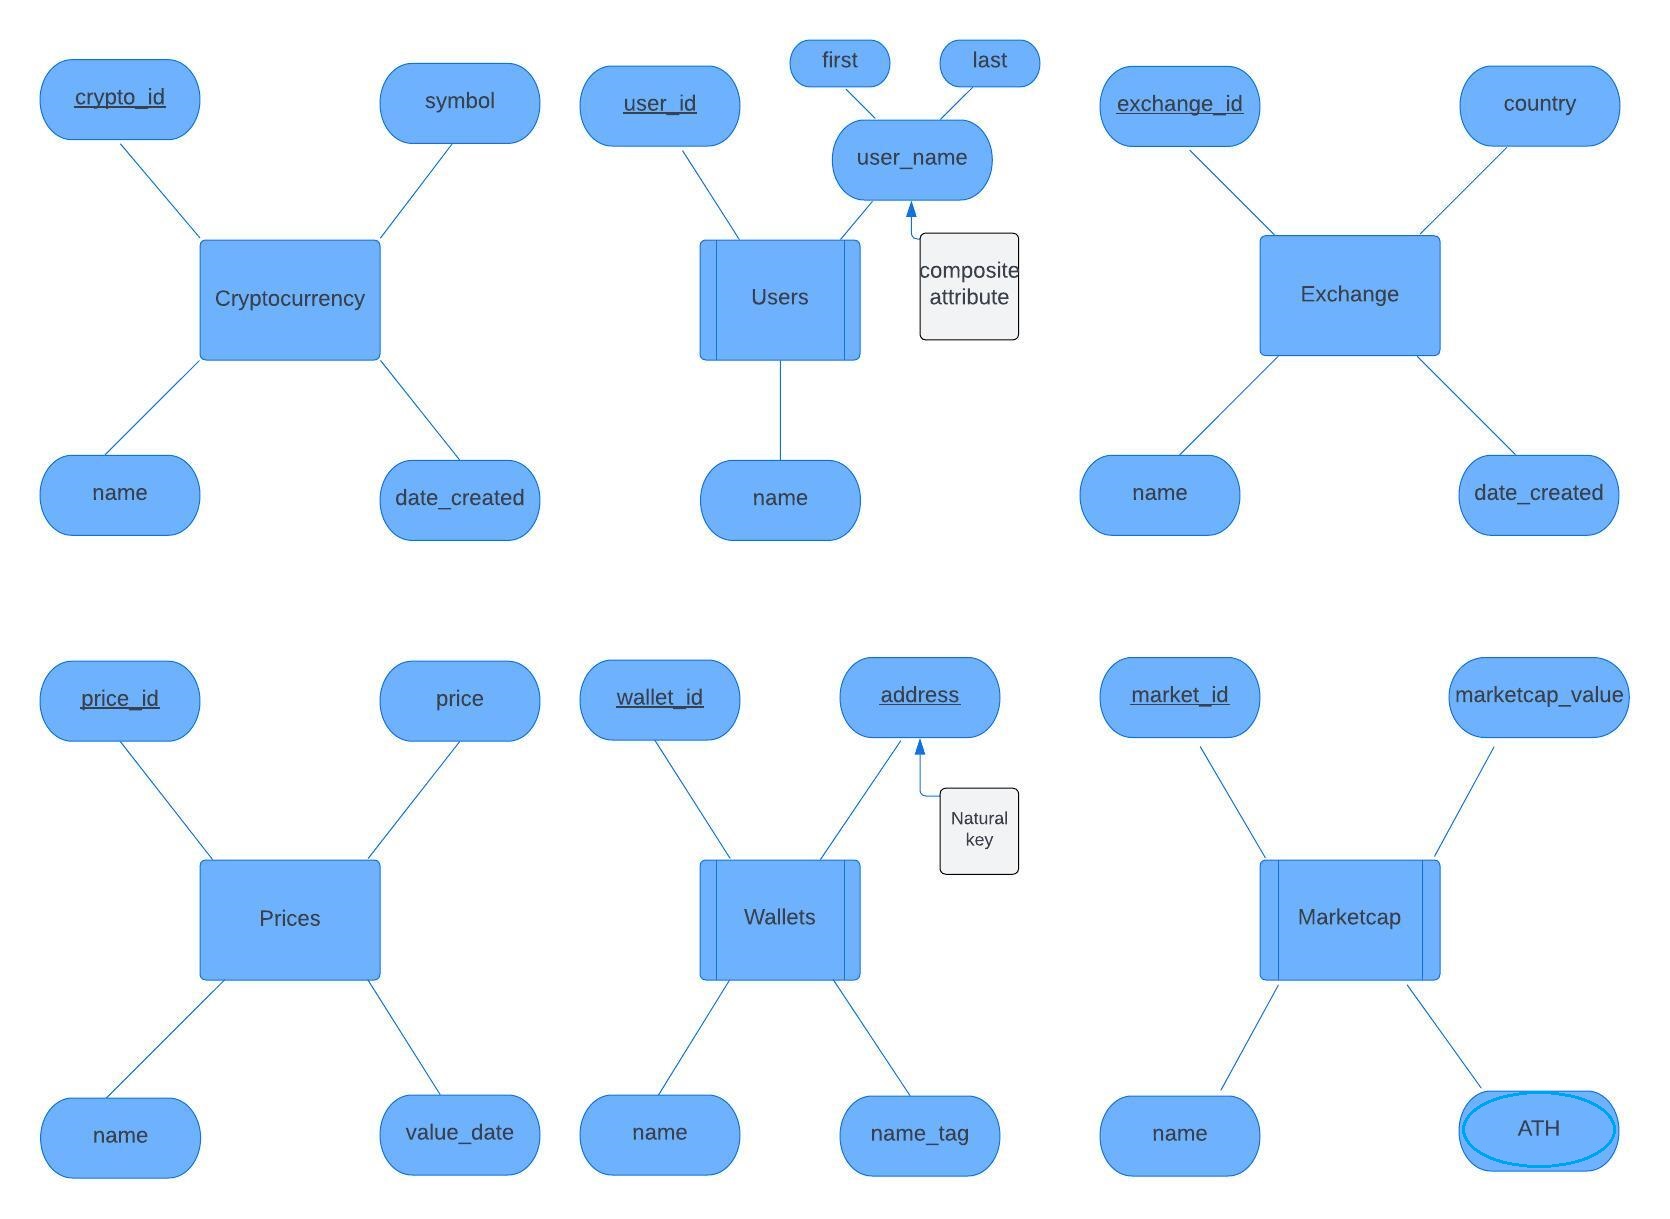 first
last
crypto_id
symbol
user_id
exchange_id
country
user_name
composite
attribute
Cryptocurrency
Users
Exchange
name
date_created
name
name
date_created
price_id
price
wallet_id
address
market_id
marketcap_value
Natural
key
Prices
Wallets
Marketcap
name
value_date
name
name_tag
name
ATH